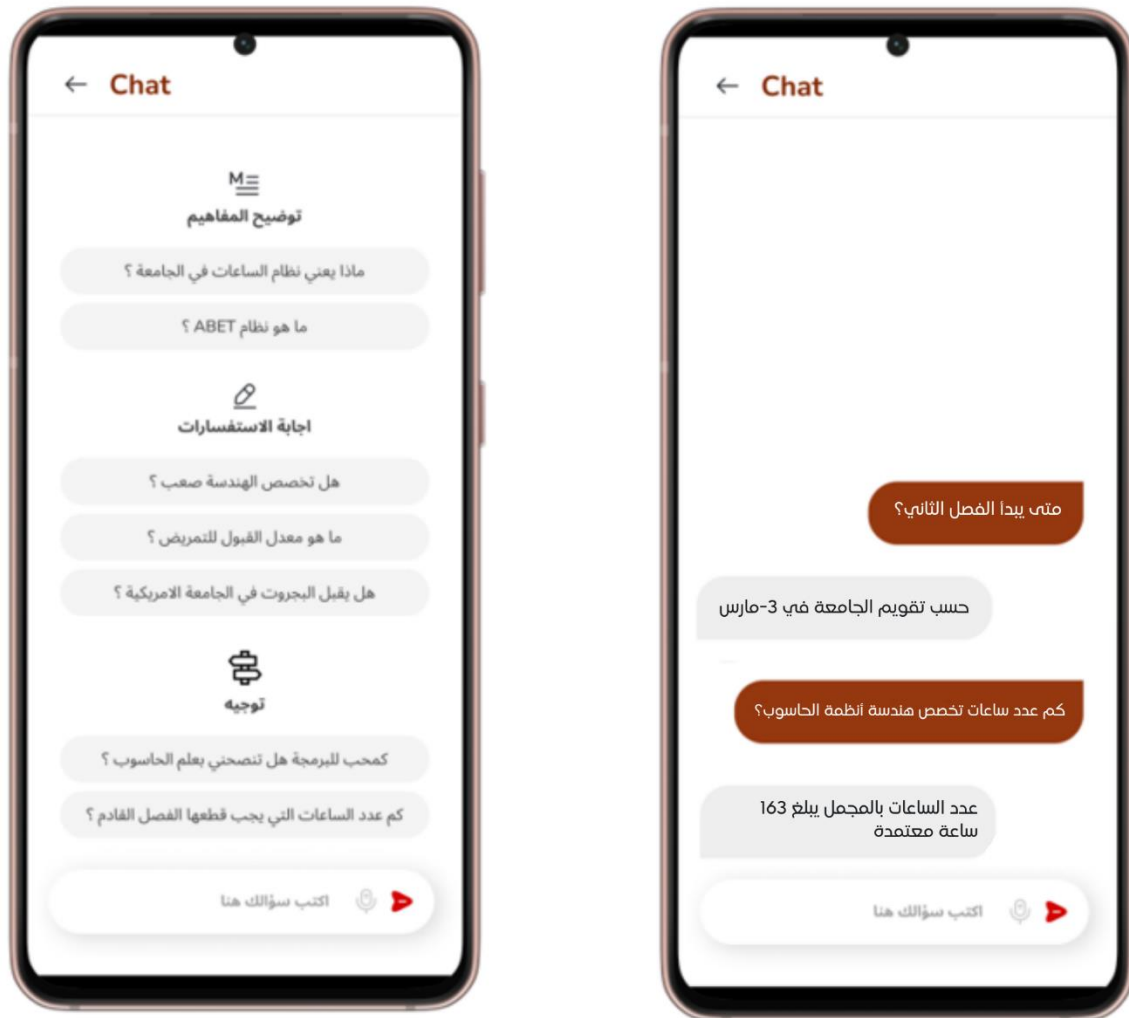 Chat
توضيح المفاهيم
ماذا يعني نظام الساعات في الجامعة ؟
ما هو نظام ABET ؟
اجابة الاستفسارات
هل تخصص الهندسة صعب ؟
ما هو معدل القبول للتمريض ؟
هل يقبل البجروت في الجامعة الامريكية ؟
توجيه
كمحب للبرمجة هل تنصحني بعلم الحاسوب ؟
كم عدد الساعات التي يجب قطعها الفصل القادم ؟
اكتب سؤالك هنا
Chat
متى يبدأ الفصل الثاني؟
حسب تقويم الجامعة في 3-مارس
كم عدد ساعات تخصص هندسة أنظمة الحاسوب؟
عدد الساعات بالمجمل يبلغ 163
ساعة معتمدة
اكتب سؤالك هنا